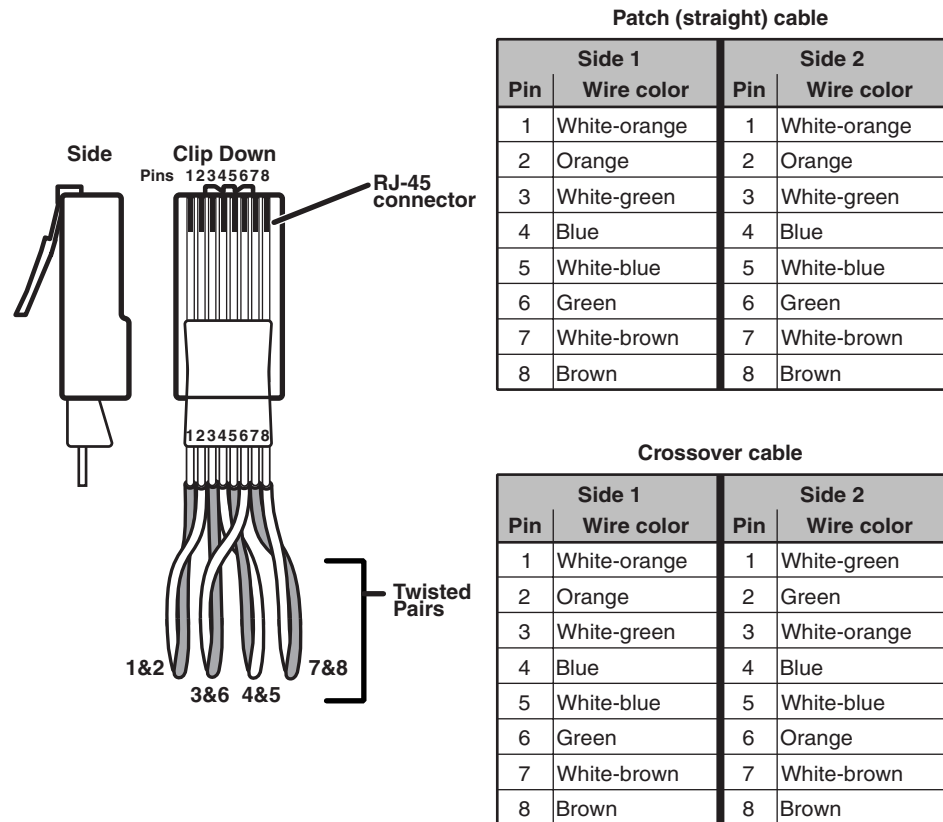 Patch (straight) cable
Side 1 Side 2
Pin Wire color Pin Wire color
1 White-orange 1 White-orange
2 Orange 2 Orange
3 White-green 3 White-green
4 Blue 4 Blue
5 White-blue 5 White-blue
6 Green 6 Green
7 White-brown 7 White-brown
8 Brown 8 Brown
Side
Clip Down
Pins 12345678
RJ-45
connector
12345678
Twisted
Pairs
1&2
3&6
4&5
7&8
Crossover cable
Side 1 Side 2
Pin Wire color Pin Wire color
1 White-orange 1 White-green
2 Orange 2 Green
3 White-green 3 White-orange
4 Blue 4 Blue
5 White-blue 5 White-blue
6 Green 6 Orange
7 White-brown 7 White-brown
8 Brown 8 Brown